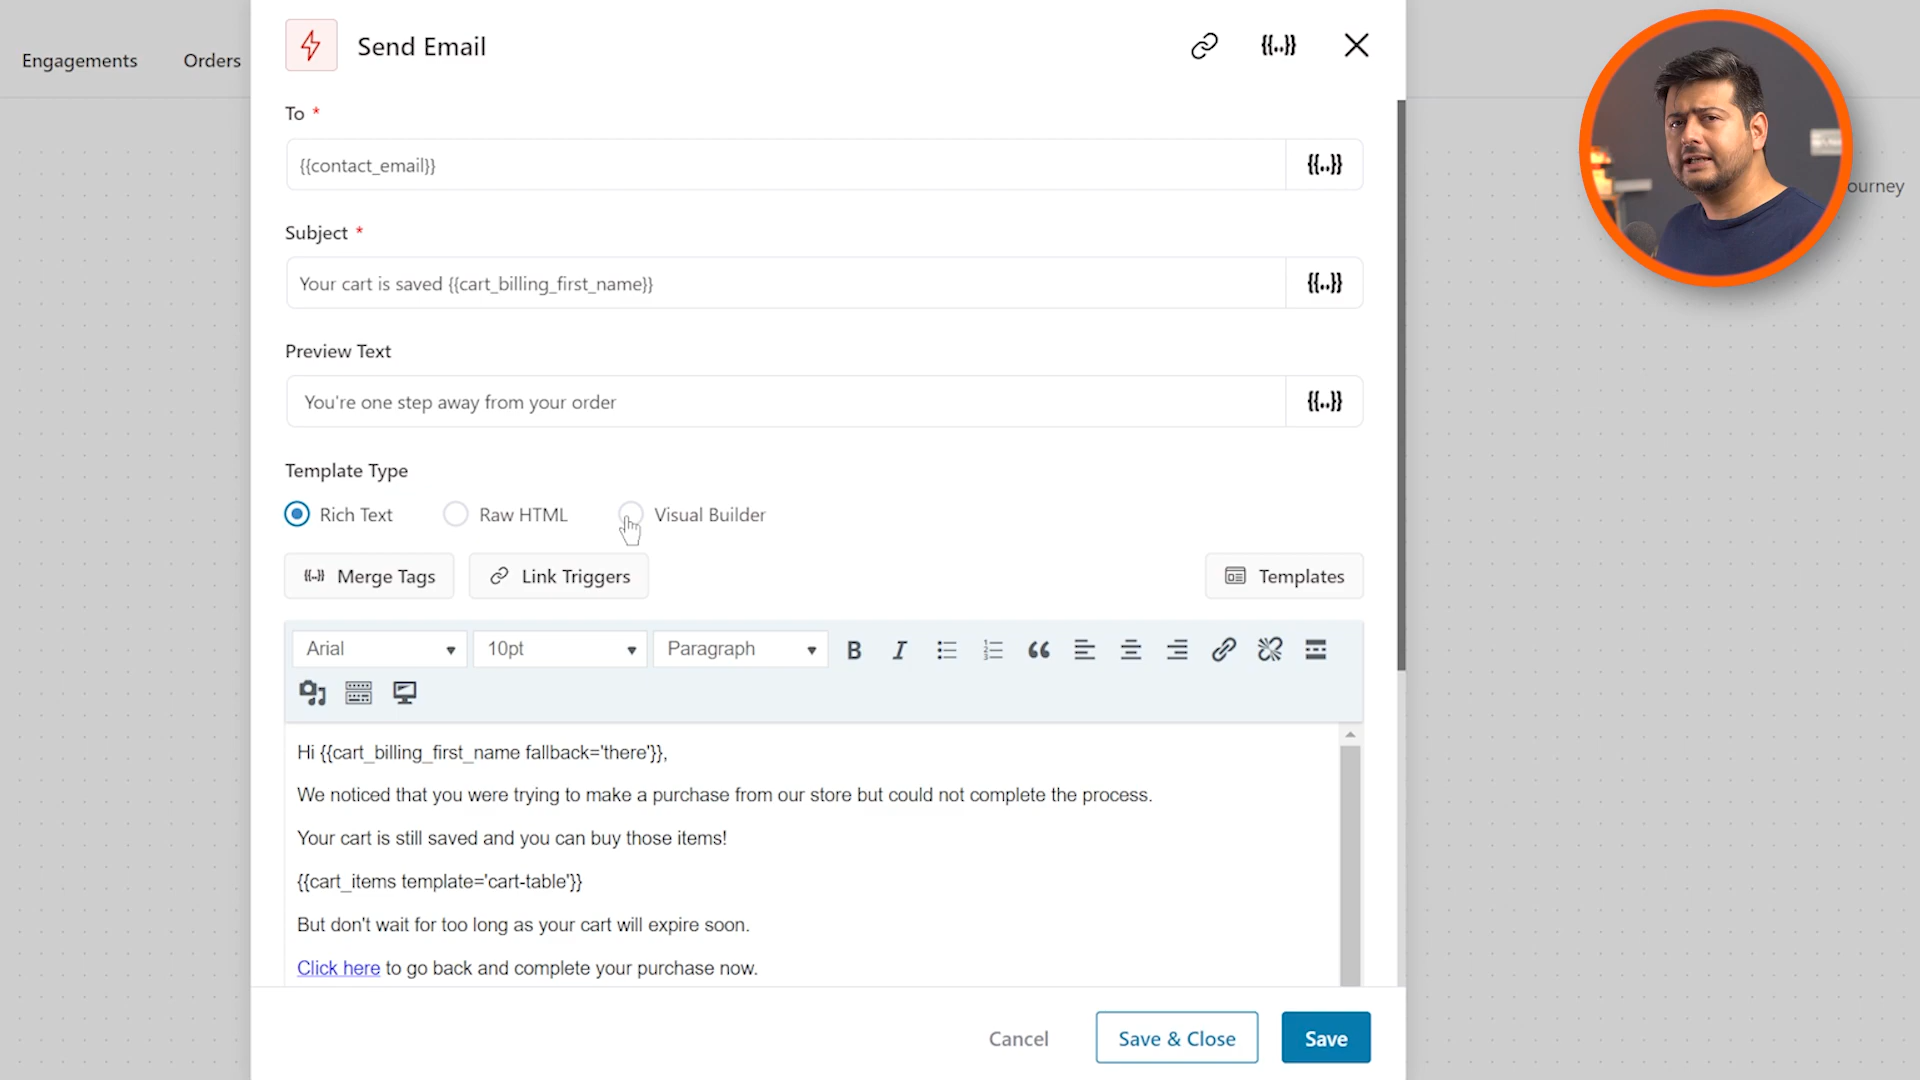 Engagements
Orders
Send Email
{{..}}
To *
{{contact_email}}
{{..}}
Subject *
Your cart is saved {{cart_billing_first_name}}
{{..}}
Preview Text
You're one step away from your order
{{..}}
Template Type
Rich Text
Raw HTML
Visual Builder
{{..}} Merge Tags
Link Triggers
Templates
Arial
10pt
Paragraph
B
I
Hi {{cart_billing_first_name fallback='there'}},
We noticed that you were trying to make a purchase from our store but could not complete the process.
Your cart is still saved and you can buy those items!
{{cart_items template='cart-table'}}
But don't wait for too long as your cart will expire soon.
Click here to go back and complete your purchase now.
Cancel
Save & Close
Save
ourney